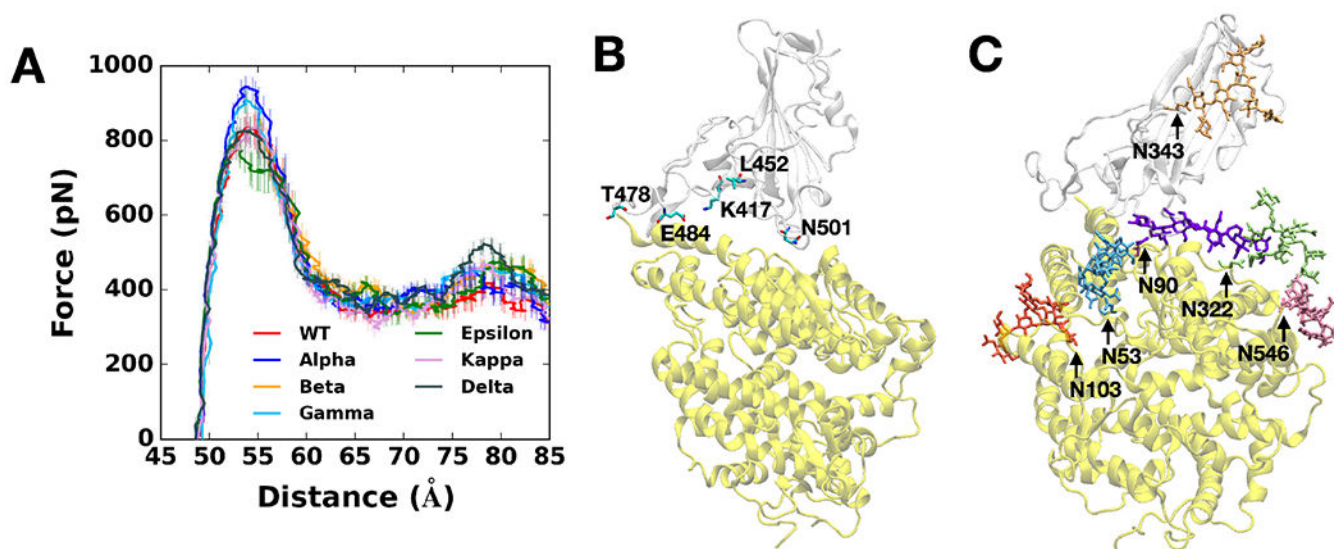 A
1000
800
600
400
200
0
Force (pN)
45 50 55 60 65 70 75 80 85
Distance (Å)
WT
Alpha
Beta
Gamma
Epsilon
Kappa
Delta
B
T478
L452
K417
E484
N501
C
N343
N90
N322
N53
N546
N103